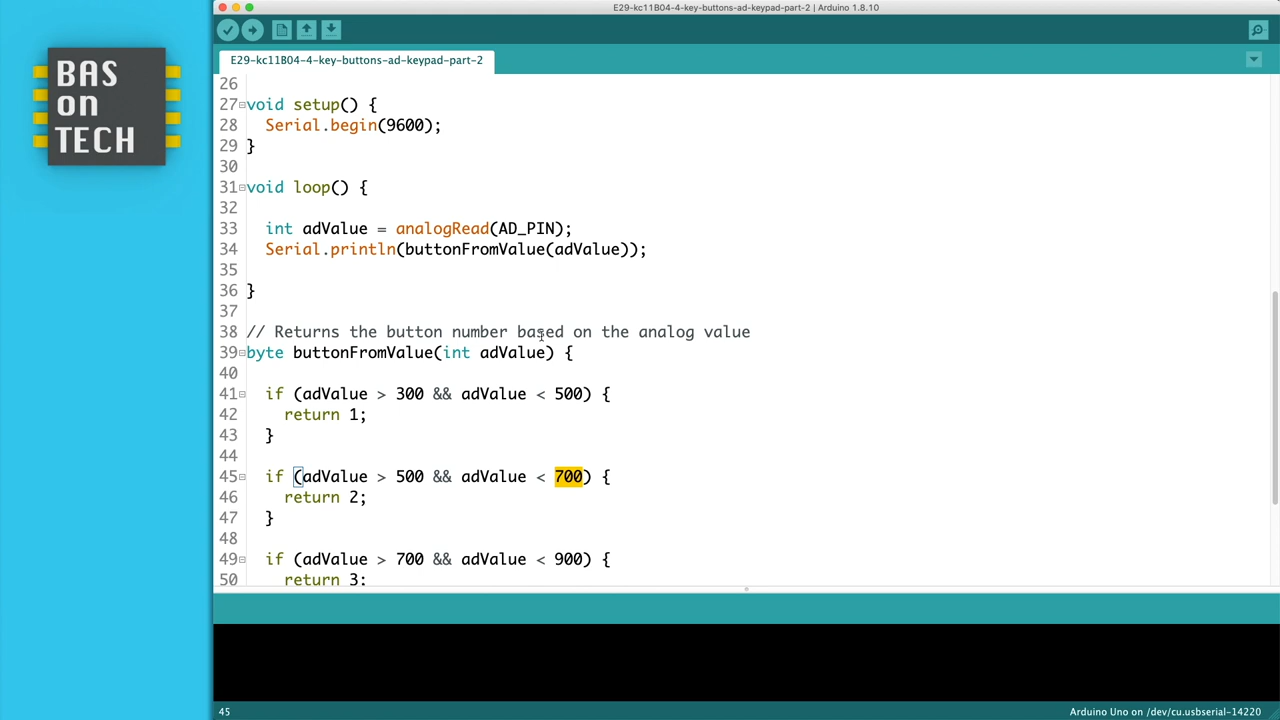 E29-kc11B04-4-key-buttons-ad-keypad-part-2 | Arduino 1.8.10
BAS
on
TECH
E29-kc11B04-4-key-buttons-ad-keypad-part-2
26
27 void setup() {
28 Serial.begin(9600);
29 }
30
31 void loop() {
32
33 int adValue = analogRead(AD_PIN);
34 Serial.println(buttonFromValue(adValue));
35
36 }
37
38 // Returns the button number based on the analog value
39 byte buttonFromValue(int adValue) {
40
41 if (adValue > 300 && adValue < 500) {
42 return 1;
43 }
44
45 if (adValue > 500 && adValue < 700) {
46 return 2;
47 }
48
49 if (adValue > 700 && adValue < 900) {
50 return 3;
45
Arduino Uno on /dev/cu.usbserial-14220